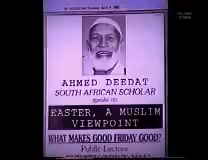 AHMED DEEDAT
SOUTH AFRICAN SCHOLAR
speaks on
EASTER, A MUSLIM
VIEWPOINT
WHAT MAKES GOOD FRIDAY GOOD?
Public Lecture